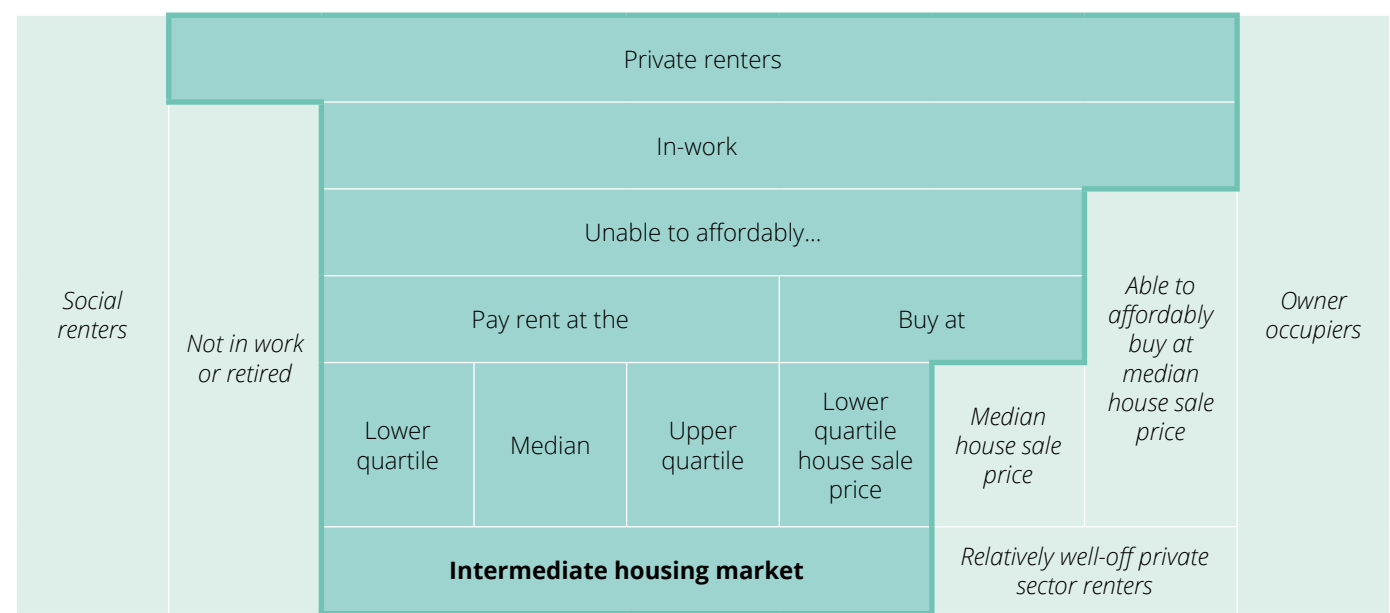 Private renters
In-work
Unable to affordably...
Social
renters
Not in work
or retired
Pay rent at the
Buy at
Able to
affordably
buy at
median
house sale
price
Owner
occupiers
Lower
quartile
Median
Upper
quartile
Lower
quartile
house sale
price
Median
house sale
price
Intermediate housing market
Relatively well-off private
sector renters